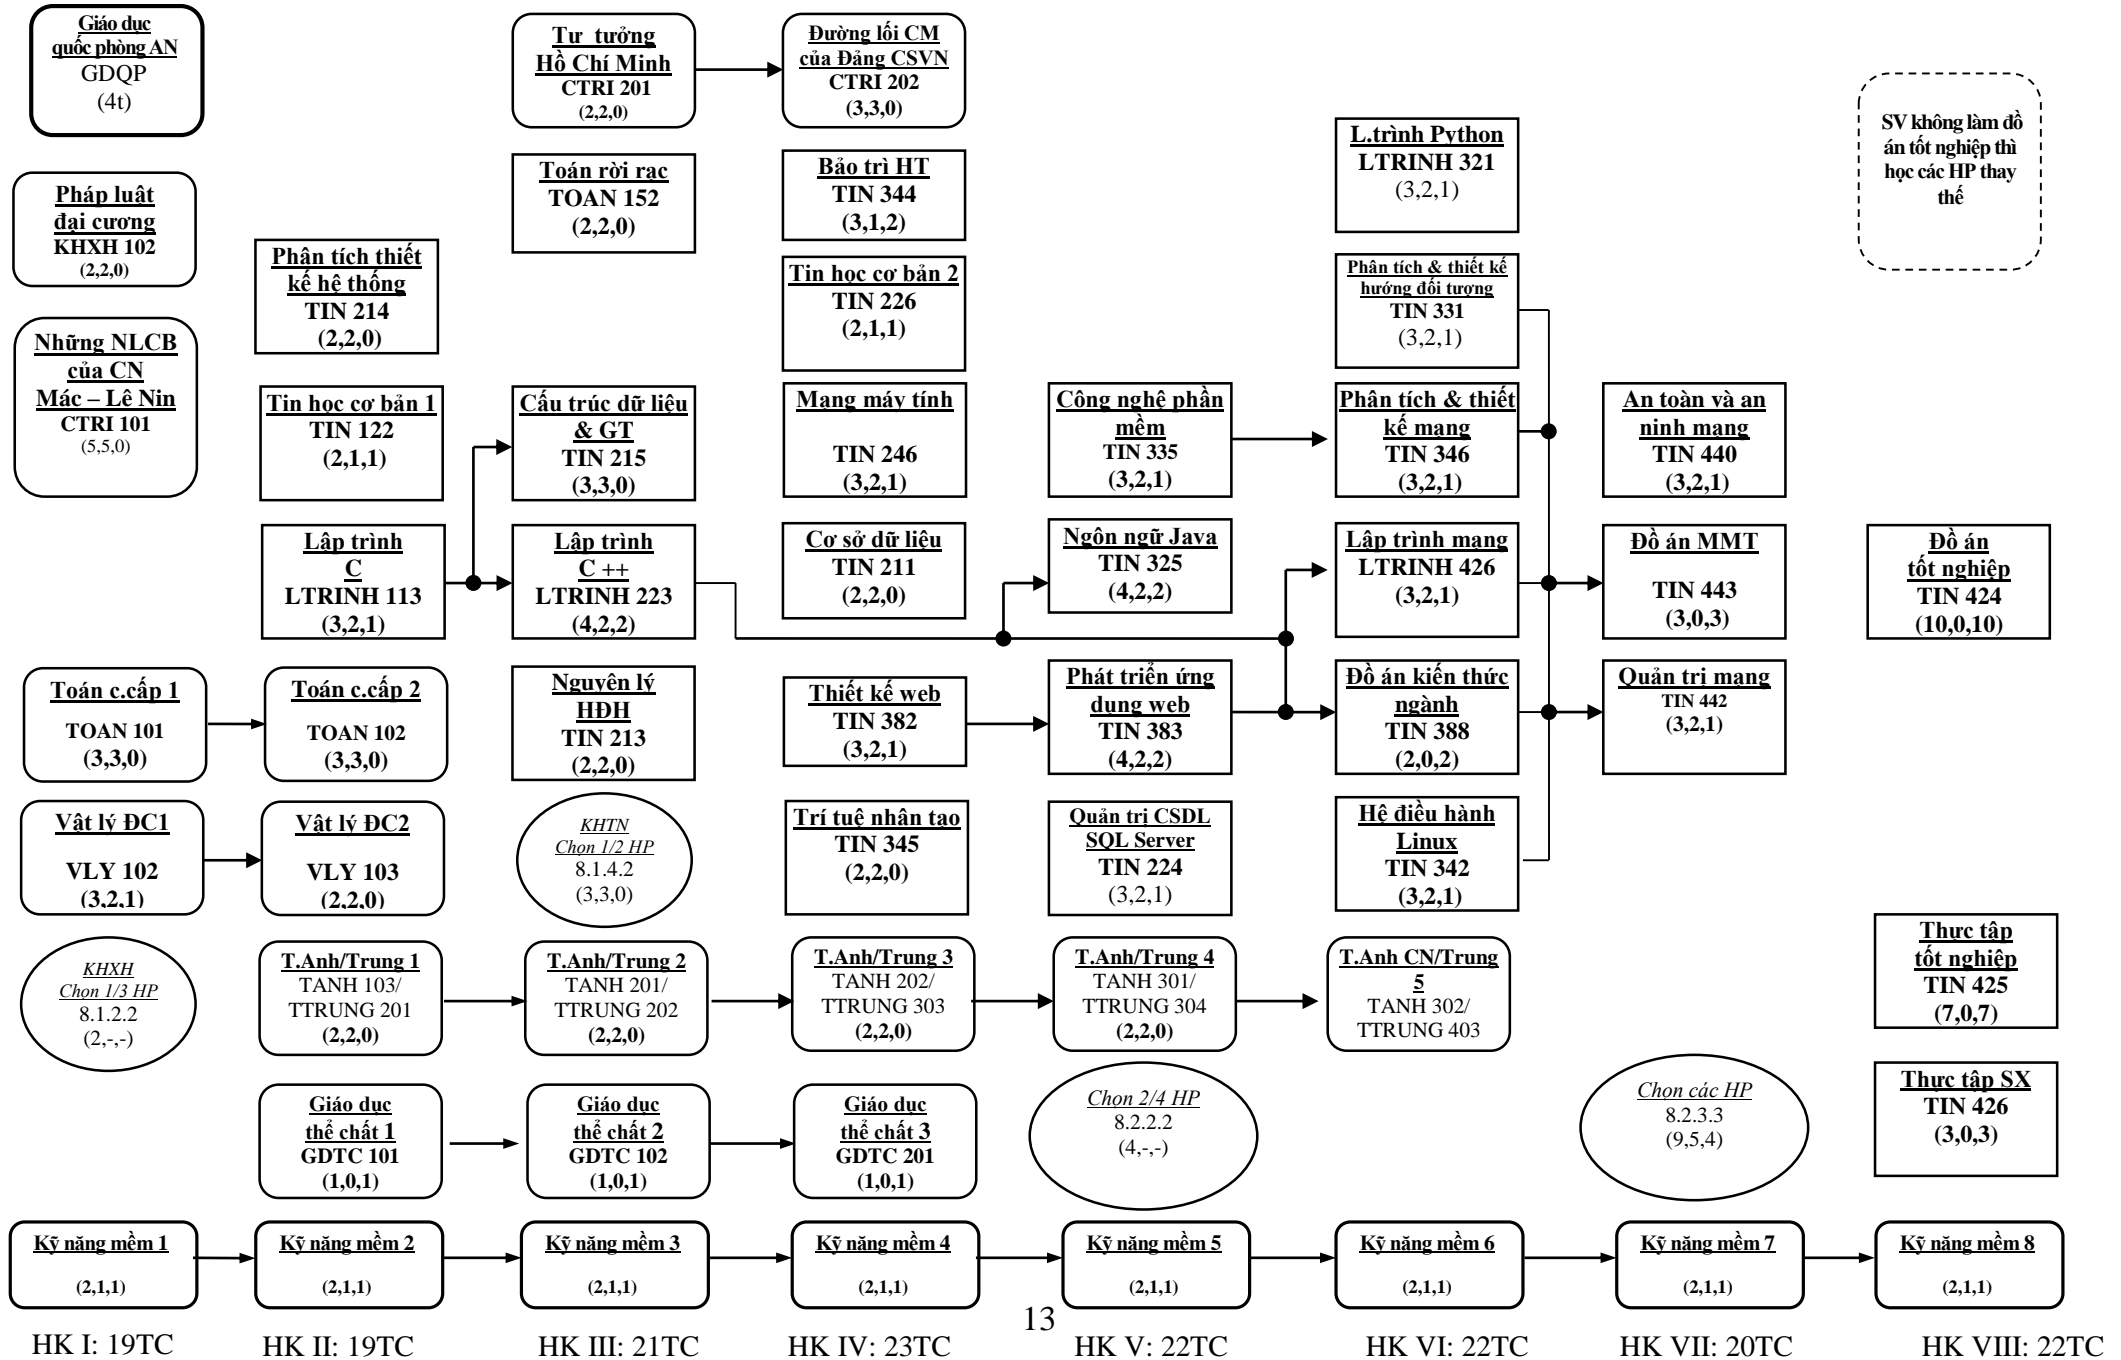 Giáo dục
quốc phòng AN
GDQP
(4t)
Pháp luật
đại cương
KHXH 102
(2,2,0)
Những NLCB
của CN
Mác – Lê Nin
CTRI 101
(5,5,0)
Toán c.cấp 1
TOAN 101
(3,3,0)
Vật lý ĐC1
VLY 102
(3,2,1)
KHXH
Chọn 1/3 HP
8.1.2.2
(2,-,-)
Kỹ năng mềm 1
(2,1,1)
HK I: 19TC
Phân tích thiết
kế hệ thống
TIN 214
(2,2,0)
Tin học cơ bản 1
TIN 122
(2,1,1)
Lập trình
C
LTRINH 113
(3,2,1)
Toán c.cấp 2
TOAN 102
(3,3,0)
Vật lý ĐC2
VLY 103
(2,2,0)
T.Anh/Trung 1
TANH 103/
TTRUNG 201
(2,2,0)
Giáo dục
thể chất 1
GDTC 101
(1,0,1)
Kỹ năng mềm 2
(2,1,1)
HK II: 19TC
Tư tưởng
Hồ Chí Minh
CTRI 201
(2,2,0)
Toán rời rạc
TOAN 152
(2,2,0)
Cấu trúc dữ liệu
& GT
TIN 215
(3,3,0)
Lập trình
C ++
LTRINH 223
(4,2,2)
Nguyên lý
HĐH
TIN 213
(2,2,0)
KHTN
Chọn 1/2 HP
8.1.4.2
(3,3,0)
T.Anh/Trung 2
TANH 201/
TTRUNG 202
(2,2,0)
Giáo dục
thể chất 2
GDTC 102
(1,0,1)
Kỹ năng mềm 3
(2,1,1)
HK III: 21TC
Đường lối CM
của Đảng CSVN
CTRI 202
(3,3,0)
Bảo trì HT
TIN 344
(3,1,2)
Tin học cơ bản 2
TIN 226
(2,1,1)
Mạng máy tính
TIN 246
(3,2,1)
Cơ sở dữ liệu
TIN 211
(2,2,0)
Thiết kế web
TIN 382
(3,2,1)
Trí tuệ nhân tạo
TIN 345
(2,2,0)
T.Anh/Trung 3
TANH 202/
TTRUNG 303
(2,2,0)
Giáo dục
thể chất 3
GDTC 201
(1,0,1)
Kỹ năng mềm 4
(2,1,1)
HK IV: 23TC
Công nghệ phần
mềm
TIN 335
(3,2,1)
Ngôn ngữ Java
TIN 325
(4,2,2)
Phát triển ứng
dụng web
TIN 383
(4,2,2)
Quản trị CSDL
SQL Server
TIN 224
(3,2,1)
T.Anh/Trung 4
TANH 301/
TTRUNG 304
(2,2,0)
Chọn 2/4 HP
8.2.2.2
(4,-,-)
Kỹ năng mềm 5
(2,1,1)
13
HK V: 22TC
L.trình Python
LTRINH 321
(3,2,1)
Phân tích & thiết kế
hướng đối tượng
TIN 331
(3,2,1)
Phân tích & thiết
kế mạng
TIN 346
(3,2,1)
Lập trình mạng
LTRINH 426
(3,2,1)
Đồ án kiến thức
ngành
TIN 388
(2,0,2)
Hệ điều hành
Linux
TIN 342
(3,2,1)
T.Anh CN/Trung
5
TANH 302/
TTRUNG 403
Kỹ năng mềm 6
(2,1,1)
HK VI: 22TC
An toàn và an
ninh mạng
TIN 440
(3,2,1)
Đồ án MMT
TIN 443
(3,0,3)
Quản trị mạng
TIN 442
(3,2,1)
Chọn các HP
8.2.3.3
(9,5,4)
Kỹ năng mềm 7
(2,1,1)
HK VII: 20TC
SV không làm đồ
án tốt nghiệp thì
học các HP thay
thế
Đồ án
tốt nghiệp
TIN 424
(10,0,10)
Thực tập
tốt nghiệp
TIN 425
(7,0,7)
Thực tập SX
TIN 426
(3,0,3)
Kỹ năng mềm 8
(2,1,1)
HK VIII: 22TC